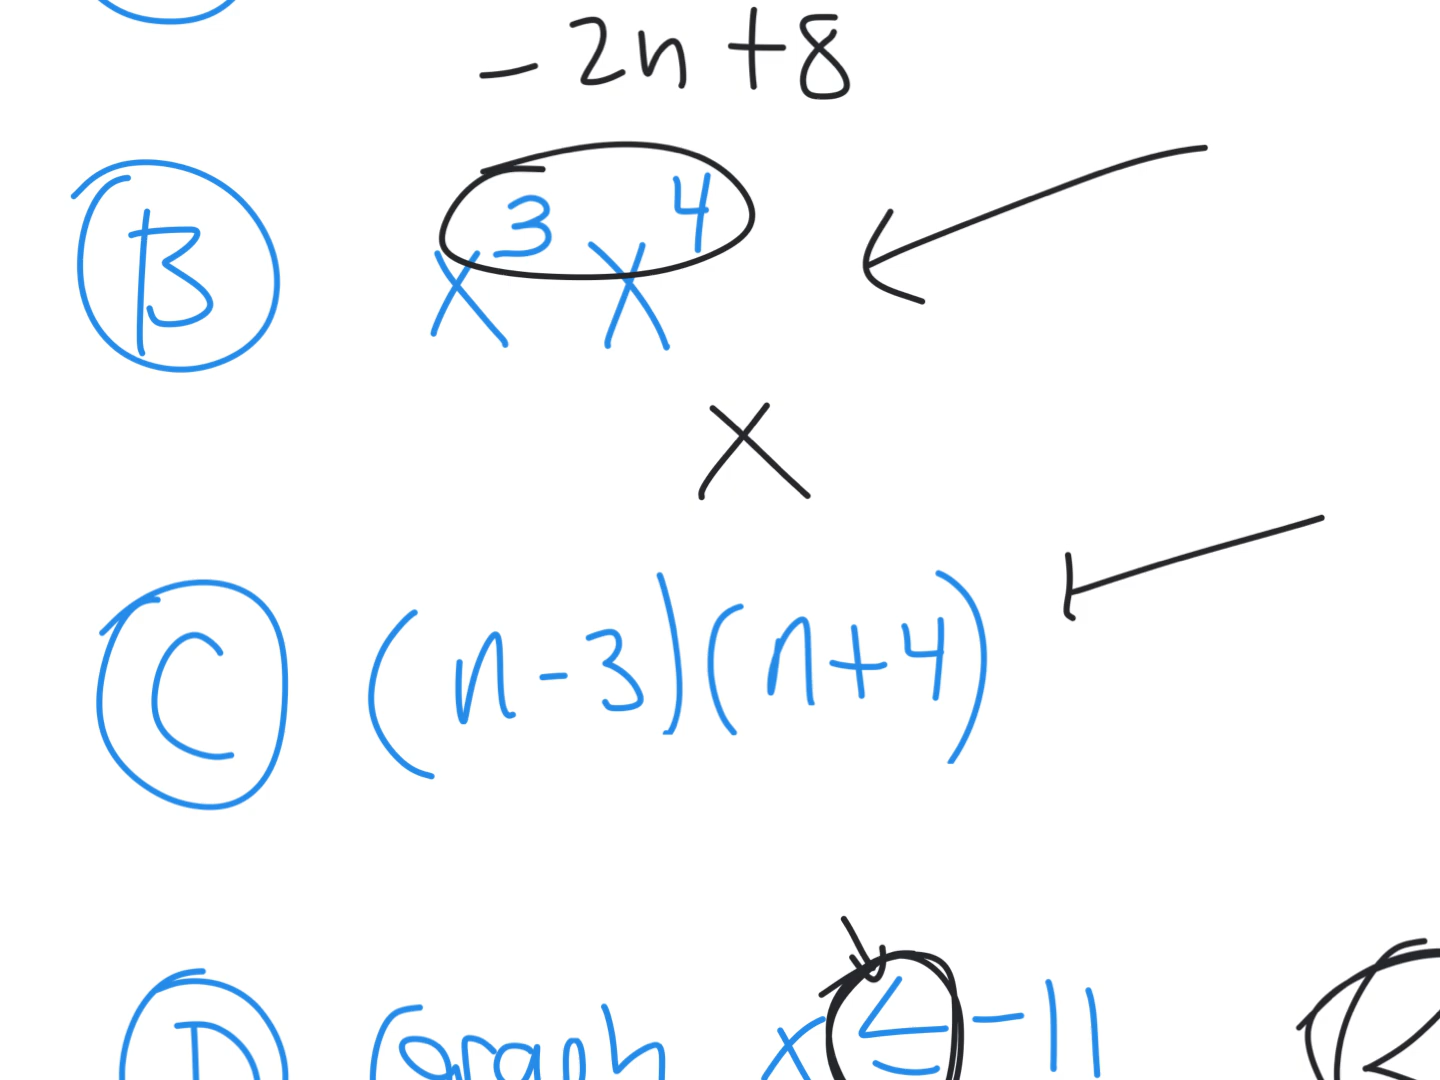 -2n+8
B x³ x⁴
x
C (n-3)(n+4)
D Graph x ≤ -11